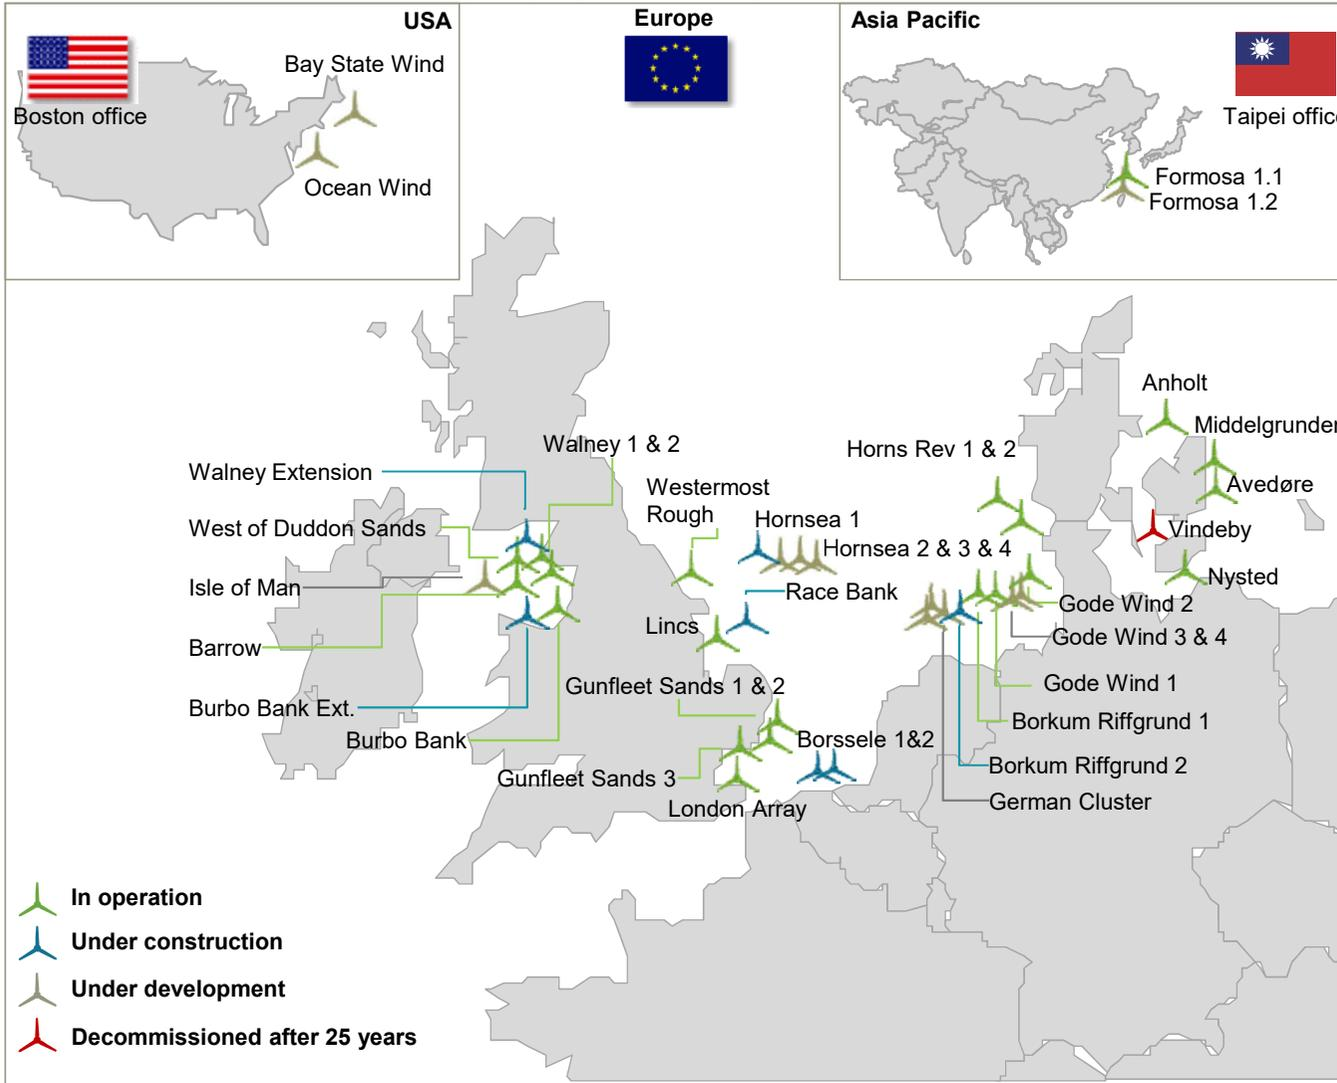 USA
Europe
Asia Pacific
Bay State Wind
Boston office
Ocean Wind
Taipei offic
Formosa 1.1
Formosa 1.2
Anholt
Middelgrunden
Horns Rev 1 & 2
Avedøre
Walney 1 & 2
Walney Extension
Westermost
Rough
Hornsea 1
West of Duddon Sands
Vindeby
Hornsea 2 & 3 & 4
Nysted
Isle of Man
Race Bank
Gode Wind 2
Lincs
Gode Wind 3 & 4
Barrow
Gunfleet Sands 1 & 2
Gode Wind 1
Burbo Bank Ext.
Borkum Riffgrund 1
Burbo Bank
Borssele 1&2
Borkum Riffgrund 2
Gunfleet Sands 3
German Cluster
London Array
In operation
Under construction
Under development
Decommissioned after 25 years